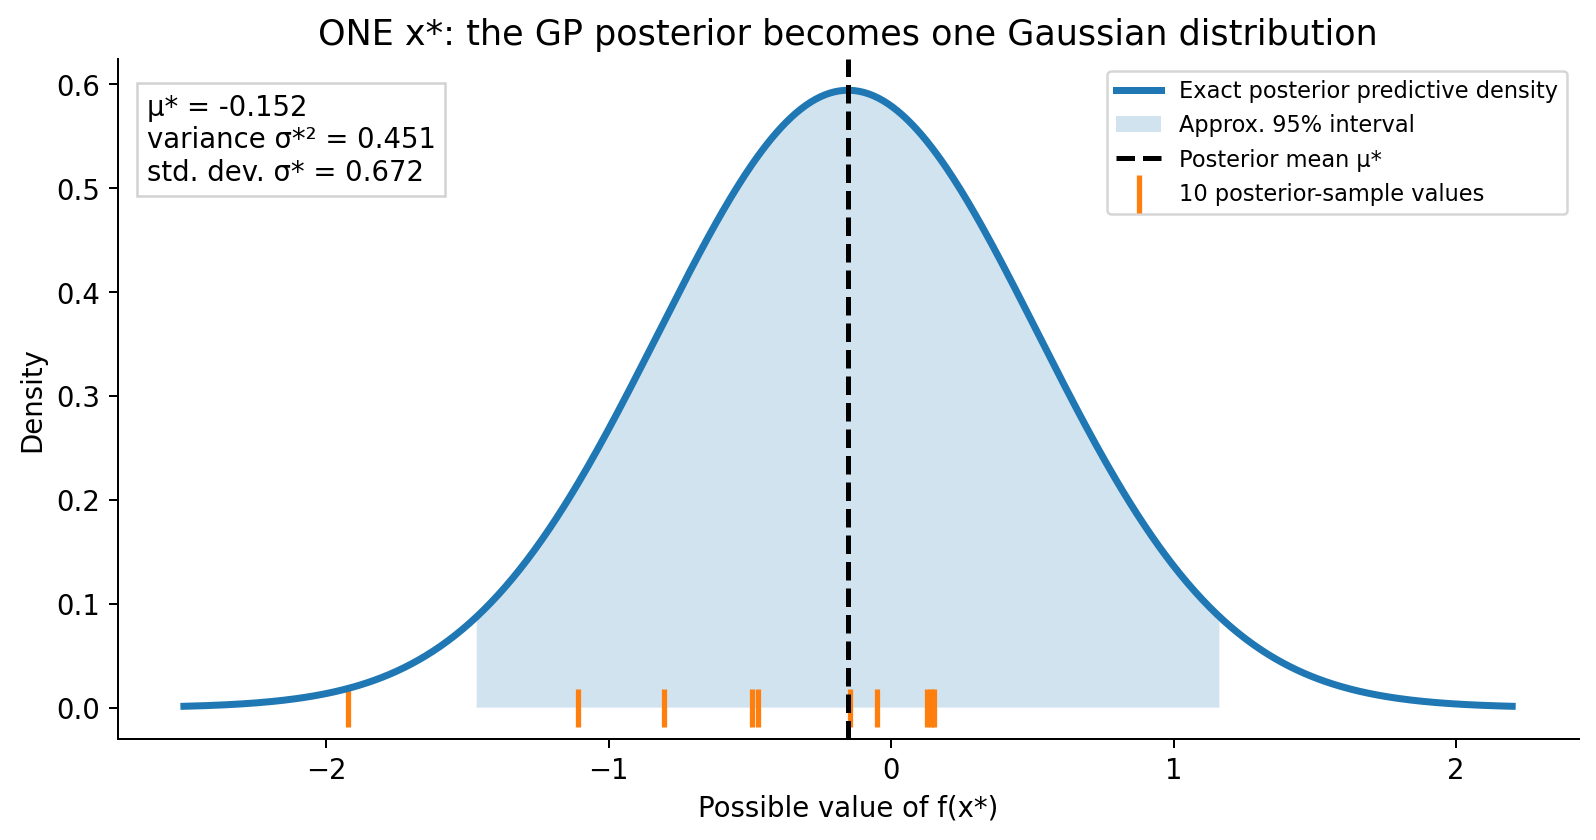 ONE x*: the GP posterior becomes one Gaussian distribution
μ* = -0.152
variance σ*² = 0.451
std. dev. σ* = 0.672
Exact posterior predictive density
Approx. 95% interval
Posterior mean μ*
10 posterior-sample values
Density
0.6
0.5
0.4
0.3
0.2
0.1
0.0
−2
−1
0
1
2
Possible value of f(x*)